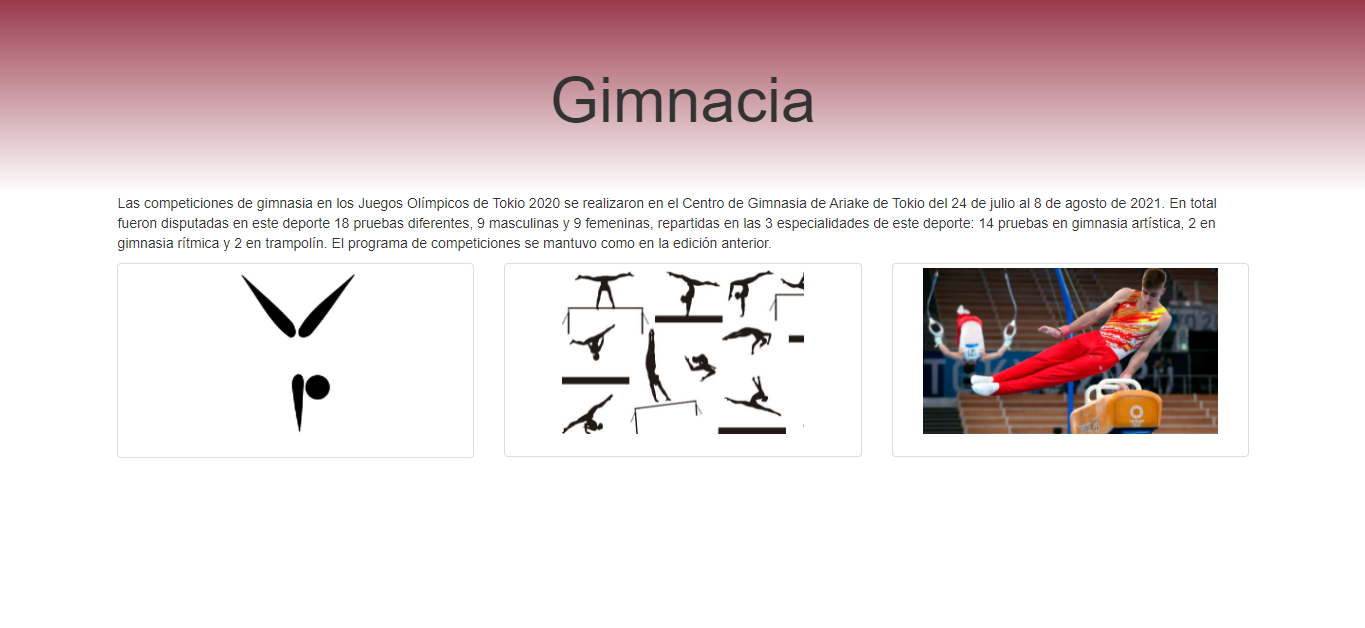 Gimnacia
Las competiciones de gimnasia en los Juegos Olímpicos de Tokio 2020 se realizaron en el Centro de Gimnasia de Ariake de Tokio del 24 de julio al 8 de agosto de 2021. En total
fueron disputadas en este deporte 18 pruebas diferentes, 9 masculinas y 9 femeninas, repartidas en las 3 especialidades de este deporte: 14 pruebas en gimnasia artística, 2 en
gimnasia rítmica y 2 en trampolín. El programa de competiciones se mantuvo como en la edición anterior.